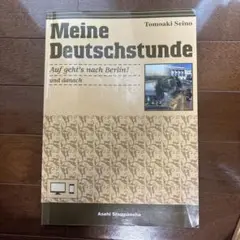 Tomoaki Seino
Meine
Deutschstunde
Auf geht's nach Berlin!
und danach
Asahi Shuppansha